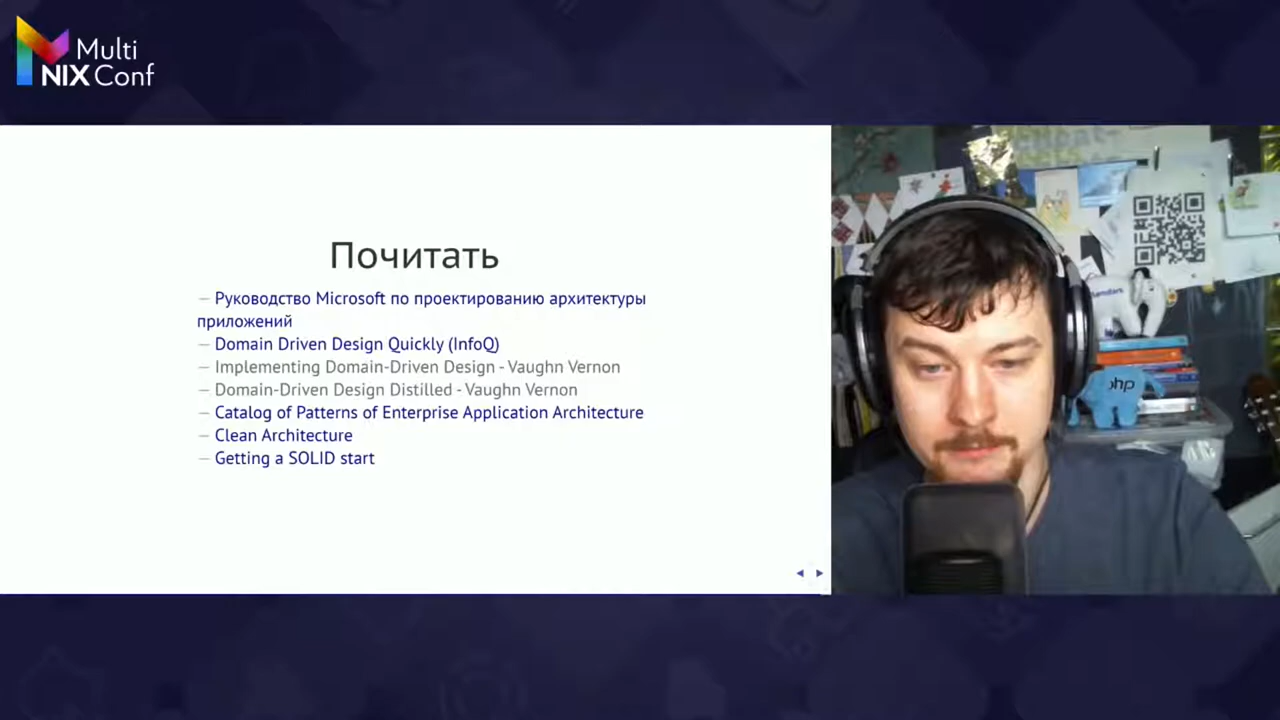 Multi
NIX Conf
Почитать
— Руководство Microsoft по проектированию архитектуры
приложений
— Domain Driven Design Quickly (InfoQ)
— Implementing Domain-Driven Design - Vaughn Vernon
— Domain-Driven Design Distilled - Vaughn Vernon
— Catalog of Patterns of Enterprise Application Architecture
— Clean Architecture
— Getting a SOLID start
php